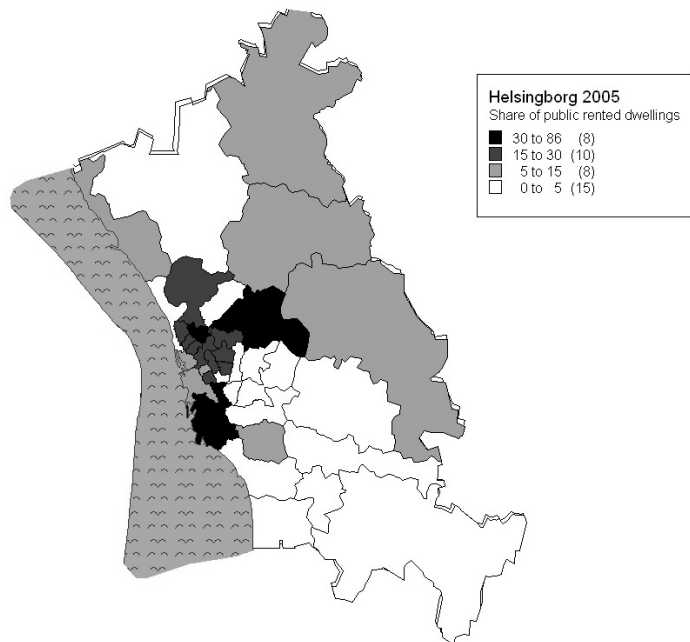 Helsingborg 2005
Share of public rented dwellings
30 to 86 (8)
15 to 30 (10)
5 to 15 (8)
0 to 5 (15)